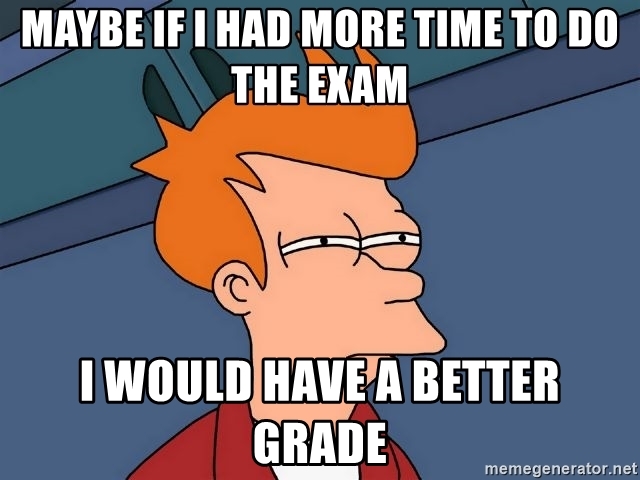 MAYBE IF I HAD MORE TIME TO DO
THE EXAM
I WOULD HAVE A BETTER
GRADE
memegenerator.net